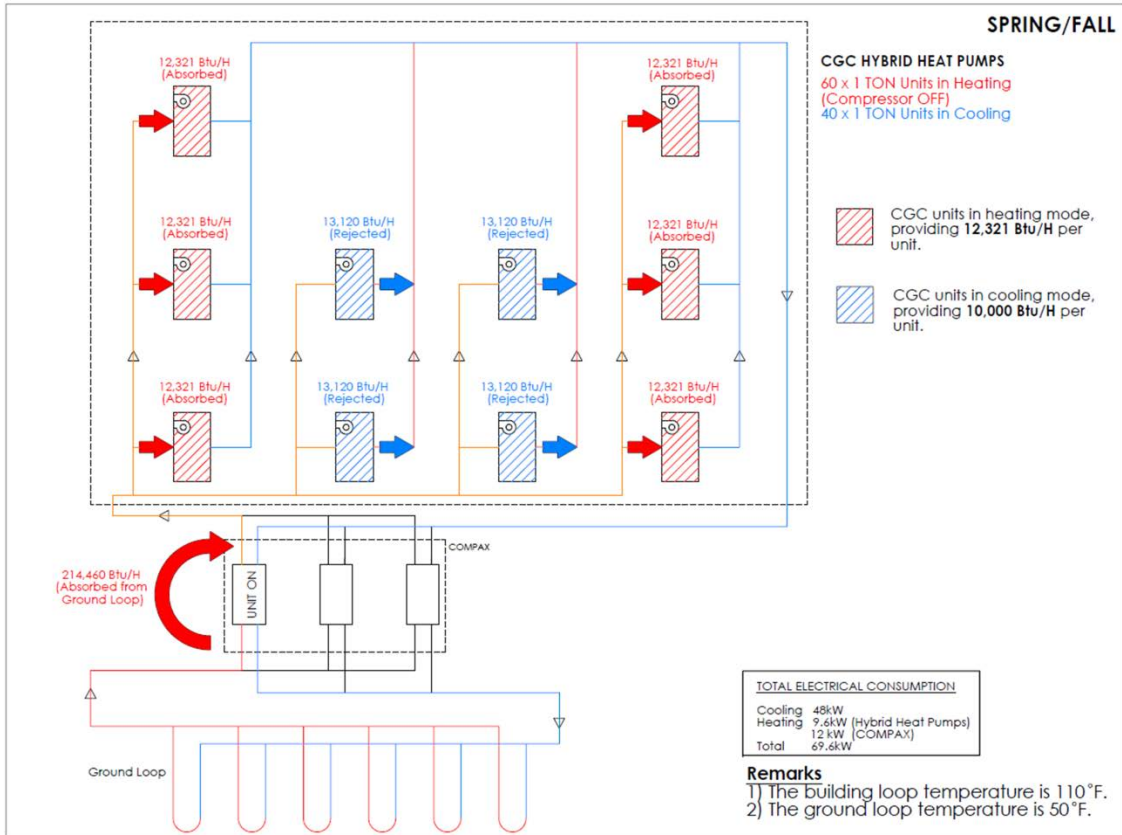 SPRING/FALL
CGC HYBRID HEAT PUMPS
60 x 1 TON Units in Heating
(Compressor OFF)
40 x 1 TON Units in Cooling
12,321 Btu/H
(Absorbed)
12,321 Btu/H
(Absorbed)
12,321 Btu/H
(Absorbed)
13,120 Btu/H
(Rejected)
13,120 Btu/H
(Rejected)
12,321 Btu/H
(Absorbed)
CGC units in heating mode,
providing 12,321 Btu/H per
unit.
CGC units in cooling mode,
providing 10,000 Btu/H per
unit.
12,321 Btu/H
(Absorbed)
13,120 Btu/H
(Rejected)
13,120 Btu/H
(Rejected)
12,321 Btu/H
(Absorbed)
COMPAX
214,460 Btu/H
(Absorbed from
Ground Loop)
UNIT ON
Ground Loop
TOTAL ELECTRICAL CONSUMPTION
Cooling 48kW
Heating 9.6kW (Hybrid Heat Pumps)
12 kW (COMPAX)
Total 69.6kW
Remarks
1) The building loop temperature is 110°F.
2) The ground loop temperature is 50°F.